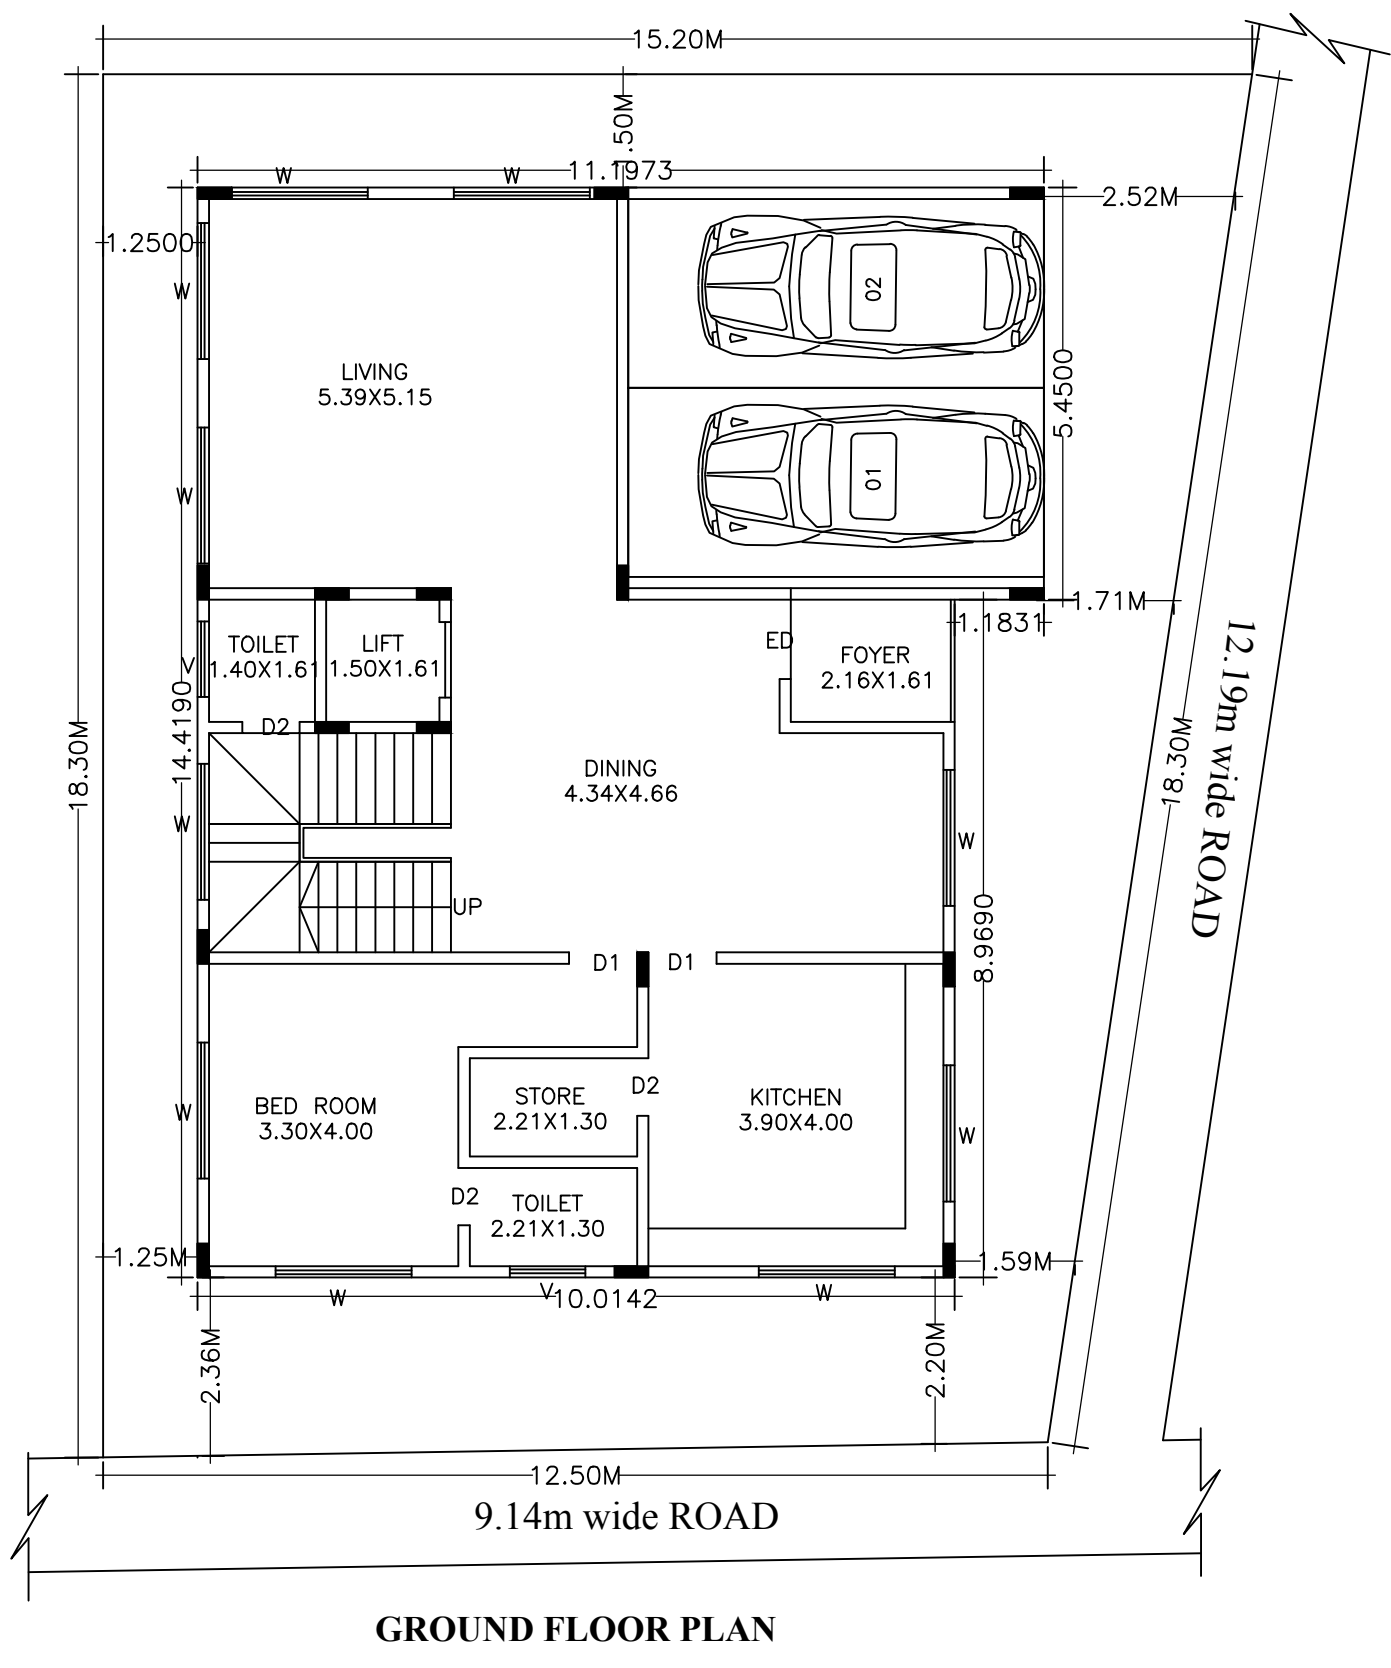 15.20M
1.50M
11.1973
W
W
2.52M
1.2500
W
02
LIVING
5.39X5.15
5.4500
01
W
1.71M
1.1831
TOILET
1.40X1.61
LIFT
1.50X1.61
ED
FOYER
2.16X1.61
V
14.4190
D2
18.30M
18.30M
12.19m wide ROAD
DINING
4.34X4.66
W
W
UP
8.9690
D1
D1
BED ROOM
3.30X4.00
STORE
2.21X1.30
D2
KITCHEN
3.90X4.00
W
W
D2
TOILET
2.21X1.30
1.25M
1.59M
W
V
10.0142
W
2.36M
2.20M
12.50M
9.14m wide ROAD
GROUND FLOOR PLAN